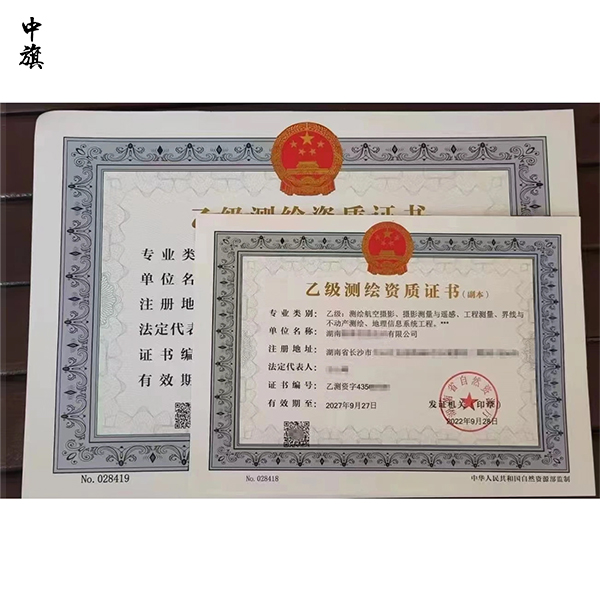 中旗
乙级测绘资质证书
专业类
单位名
注册地
法定代表
证书编
有效期
No. 028419
乙级测绘资质证书(副本)
专业类别：乙级：测绘航空摄影、摄影测量与遥感、工程测量、界线与
不动产测绘、地理信息系统工程。***
单位名称：湖南 有限公司
注册地址：湖南省长沙市
法定代表人：
证书编号：乙测资字435
有效期至：2027年9月27日
发证机关（印章）
2022年9月28日
No. 028418
中华人民共和国自然资源部监制